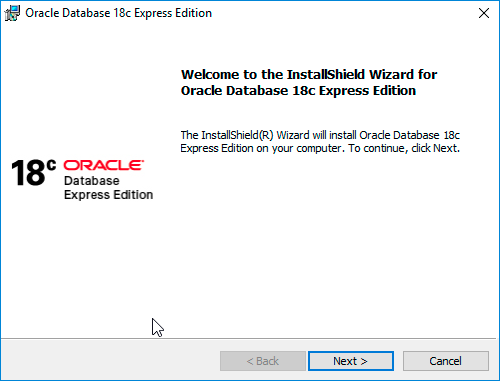 Oracle Database 18c Express Edition
Welcome to the InstallShield Wizard for
Oracle Database 18c Express Edition
The InstallShield(R) Wizard will install Oracle Database 18c
Express Edition on your computer. To continue, click Next.
18c ORACLE®
Database
Express Edition
< Back Next > Cancel